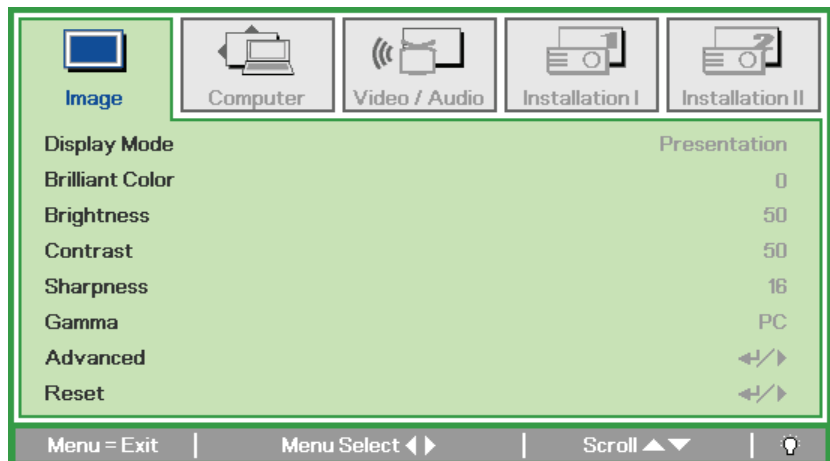 Image Computer Video / Audio Installation I Installation II
Display Mode Presentation
Brilliant Color 0
Brightness 50
Contrast 50
Sharpness 16
Gamma PC
Advanced ↵/▶
Reset ↵/▶
Menu = Exit Menu Select ◀▶ Scroll ▲▼